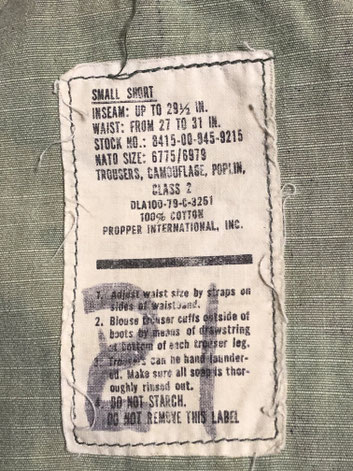 SMALL SHORT
INSEAM: UP TO 29½ IN.
WAIST: FROM 27 TO 31 IN.
STOCK NO.: 8415-00-945-9215
NATO SIZE: 6775/6979
TROUSERS, CAMOUFLAGE, POPLIN,
CLASS 2
DLA100-79-C-3251
100% COTTON
PROPPER INTERNATIONAL, INC.
1. Adjust waist size by straps on
sides of waistband.
2. Blouse trouser cuffs outside of
boots by means of drawstring
at bottom of each trouser leg.
Trousers can be hand launder-
ed. Make sure all soap is thor-
oughly rinsed out.
4. DO NOT STARCH.
DO NOT REMOVE THIS LABEL